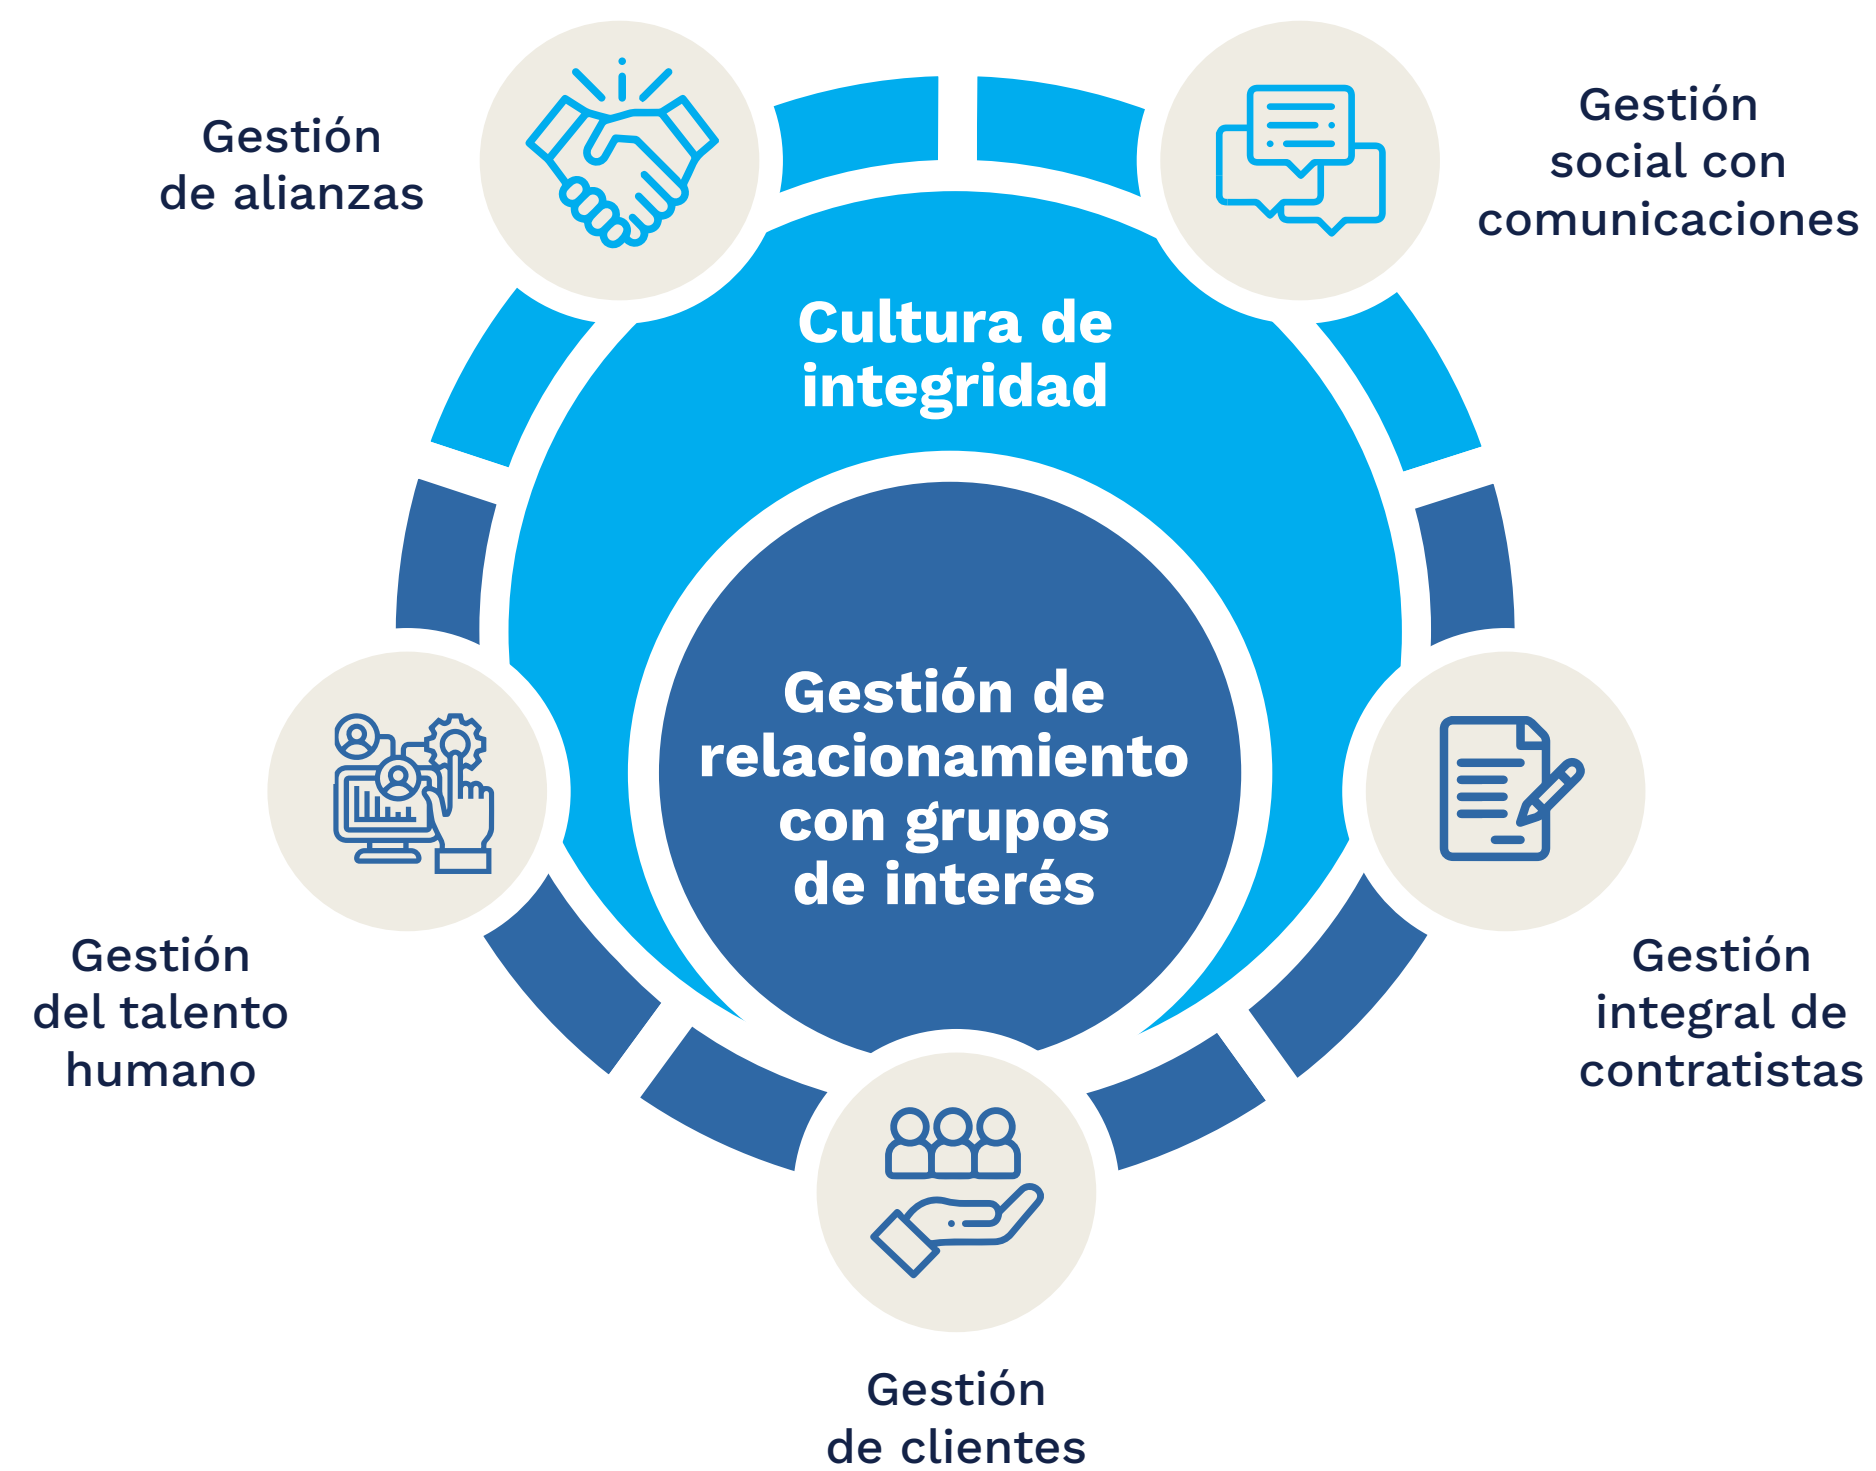 Gestión
de alianzas
Gestión
social con
comunicaciones
Cultura de
integridad
Gestión de
relacionamiento
con grupos
de interés
Gestión
del talento
humano
Gestión
integral de
contratistas
Gestión
de clientes